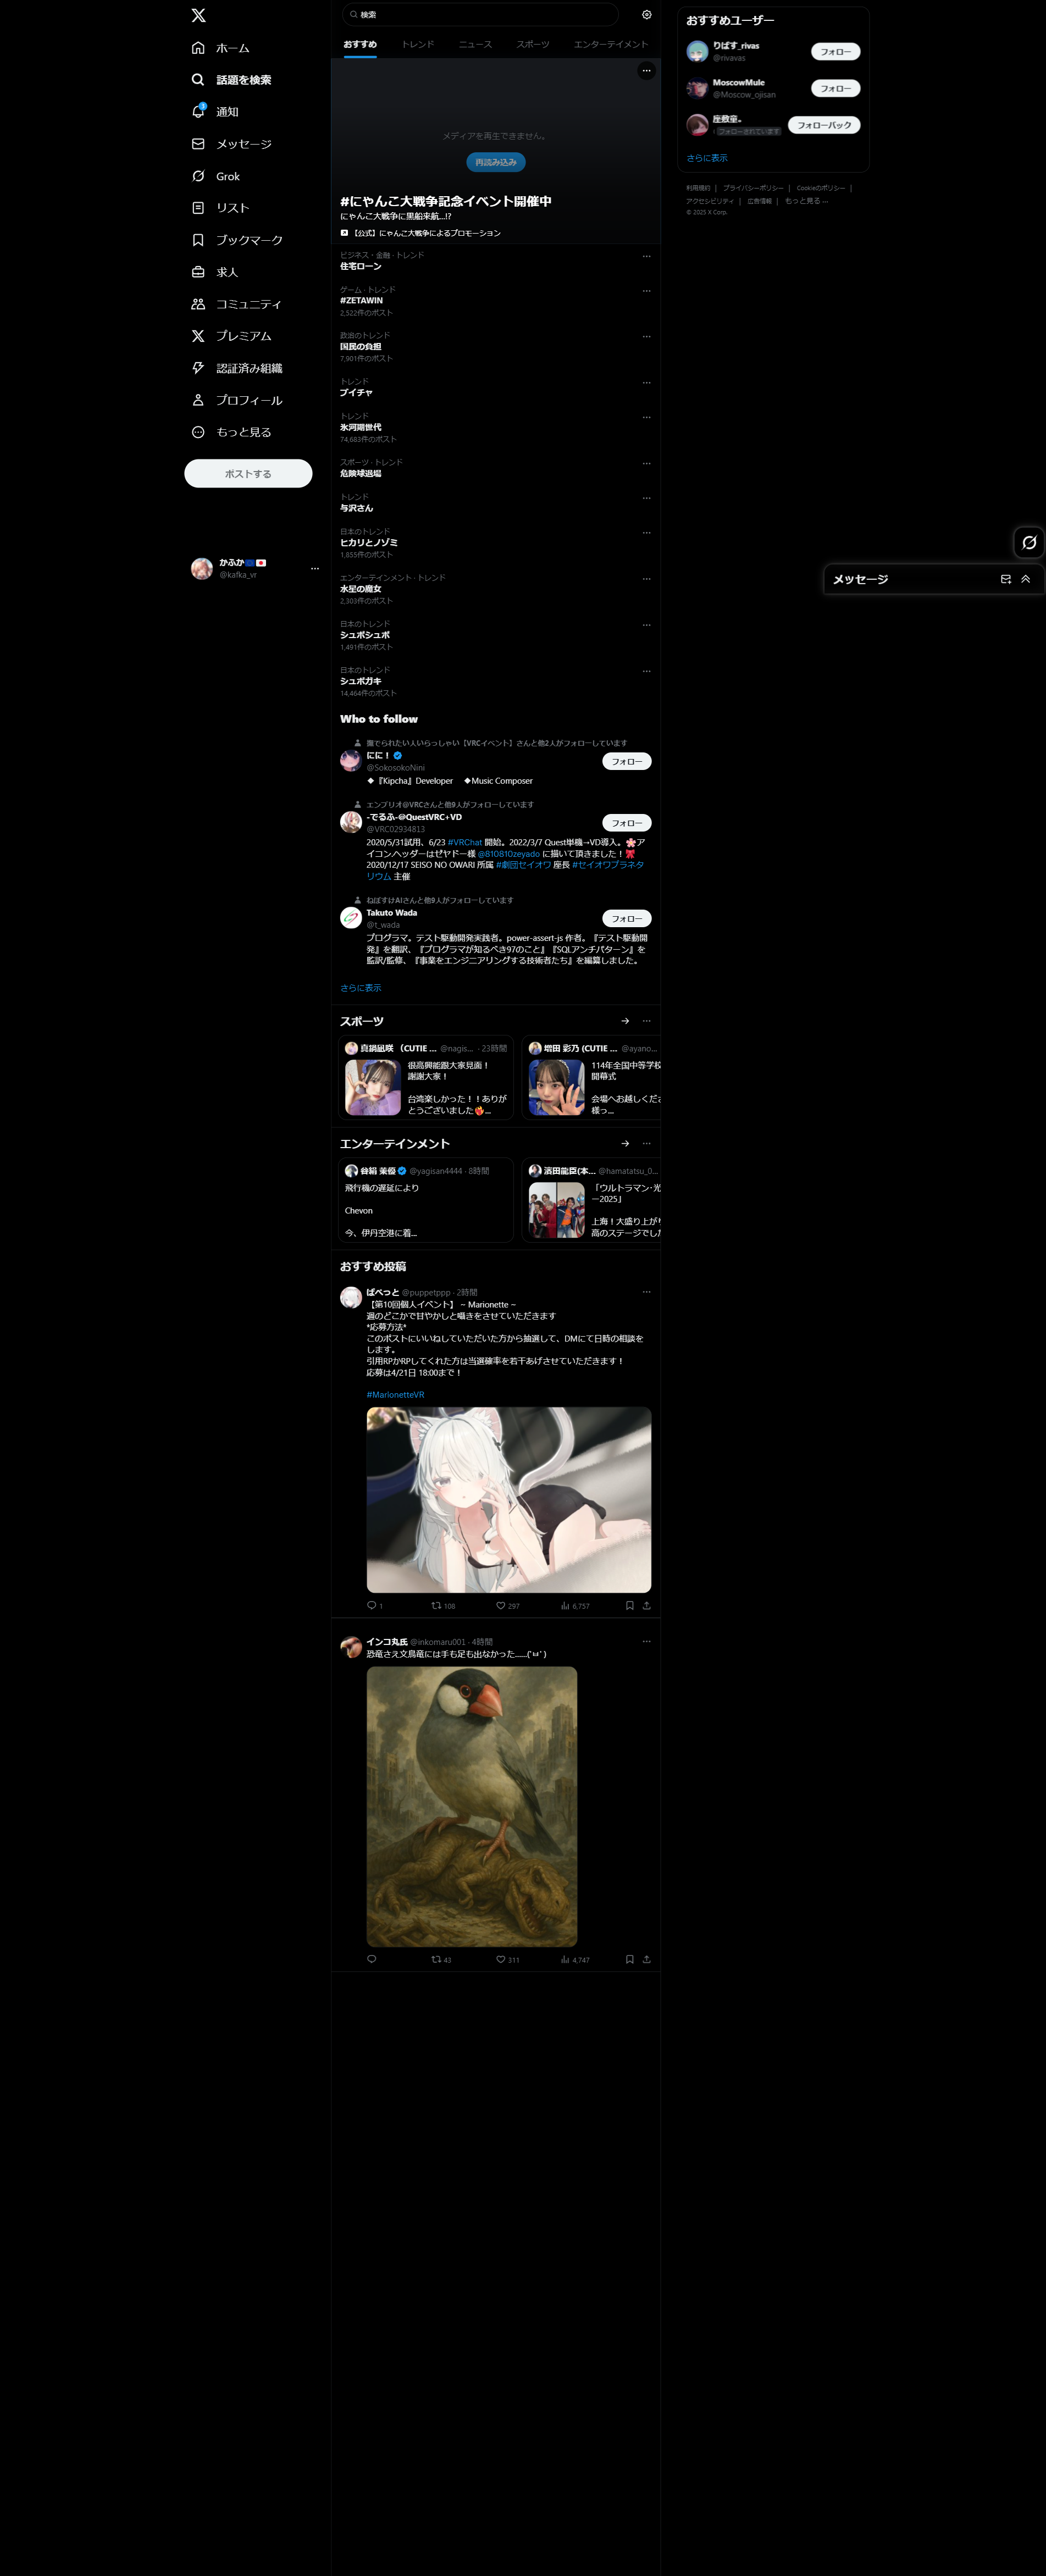 ホーム
話題を検索
3
通知
メッセージ
Grok
リスト
ブックマーク
求人
コミュニティ
プレミアム
認証済み組織
プロフィール
もっと見る
ポストする
かふか🇪🇺🇯🇵
@kafka_vr
検索
おすすめ
トレンド
ニュース
スポーツ
エンターテイメント
メディアを再生できません。
再読み込み
#にゃんこ大戦争記念イベント開催中
にゃんこ大戦争に黒船来航...!?
【公式】にゃんこ大戦争によるプロモーション
ビジネス・金融 · トレンド
住宅ローン
ゲーム · トレンド
#ZETAWIN
2,522件のポスト
政治のトレンド
国民の負担
7,901件のポスト
トレンド
ブイチャ
トレンド
氷河期世代
74,683件のポスト
スポーツ · トレンド
危険球退場
トレンド
与沢さん
日本のトレンド
ヒカリとノゾミ
1,855件のポスト
エンターテインメント · トレンド
水星の魔女
2,303件のポスト
日本のトレンド
シュポシュポ
1,491件のポスト
日本のトレンド
シュポガキ
14,464件のポスト
Who to follow
撫でられたい人いらっしゃい【VRCイベント】さんと他2人がフォローしています
にに！
@SokosokoNini
フォロー
◆『Kipcha』Developer ◆Music Composer
エンプリオ@VRCさんと他9人がフォローしています
-でるふ-@QuestVRC+VD
@VRC02934813
フォロー
2020/5/31試用、6/23 #VRChat 開始。2022/3/7 Quest単機→VD導入。🌸ア
イコンヘッダーはぜヤドー様 @810810zeyado に描いて頂きました！🎀
2020/12/17 SEISO NO OWARI 所属 #劇団セイオワ 座長 #セイオワプラネタ
リウム 主催
ねぼすけAIさんと他9人がフォローしています
Takuto Wada
@t_wada
フォロー
プログラマ。テスト駆動開発実践者。power-assert-js 作者。『テスト駆動開
発』を翻訳、『プログラマが知るべき97のこと』『SQLアンチパターン』を
監訳/監修、『事業をエンジニアリングする技術者たち』を編纂しました。
さらに表示
スポーツ
真鍋凪咲 （CUTIE ... @nagis... · 23時間
很高興能跟大家見面！
謝謝大家！
台湾楽しかった！！ありが
とうございました❤️‍🔥...
増田 彩乃 (CUTIE ... @ayano...
114年全国中等学校
開幕式
会場へお越しくださ
様っ...
エンターテインメント
谷絹 茉優 @yagisan4444 · 8時間
飛行機の遅延により
Chevon
今、伊丹空港に着...
濱田龍臣(本... @hamatatsu_0...
「ウルトラマン･光
ー2025」
上海！大盛り上がり
高のステージでした
おすすめ投稿
ぱぺっと @puppetppp · 2時間
【第10回個人イベント】 − Marionette −
週のどこかで甘やかしと囁きをさせていただきます
*応募方法*
このポストにいいねしていただいた方から抽選して、DMにて日時の相談を
します。
引用RPかRPしてくれた方は当選確率を若干あげさせていただきます！
応募は4/21日 18:00まで！
#MarionetteVR
1
108
297
6,757
インコ丸氏 @inkomaru001 · 4時間
恐竜さえ文鳥竜には手も足も出なかった......(
43
311
4,747
おすすめユーザー
りばす_rivas
@rivavas
フォロー
MoscowMule
@Moscow_ojisan
フォロー
座敷童。
フォローされています
フォローバック
さらに表示
利用規約 | プライバシーポリシー | Cookieのポリシー |
アクセシビリティ | 広告情報 | もっと見る ···
© 2025 X Corp.
メッセージ